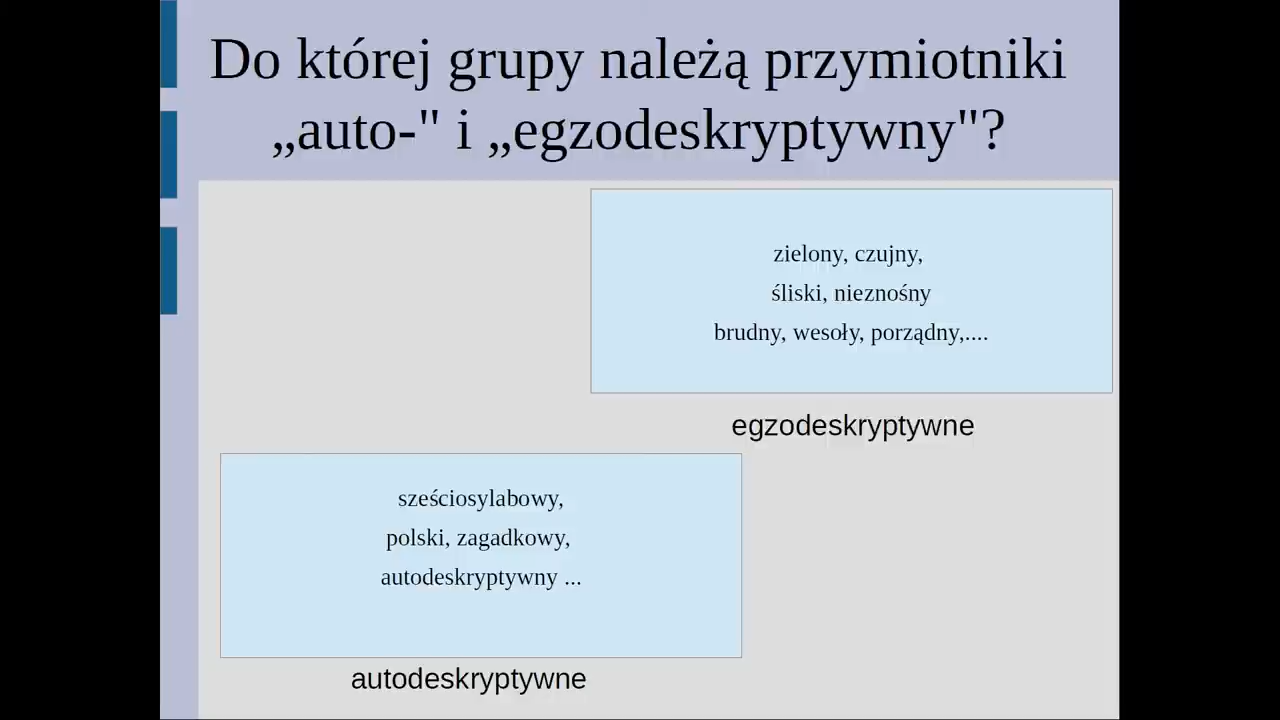 Do której grupy należą przymiotniki
„auto-" i „egzodeskryptywny"?
zielony, czujny,
śliski, nieznośny
brudny, wesoły, porządny,....
egzodeskryptywne
sześciosylabowy,
polski, zagadkowy,
autodeskryptywny ...
autodeskryptywne